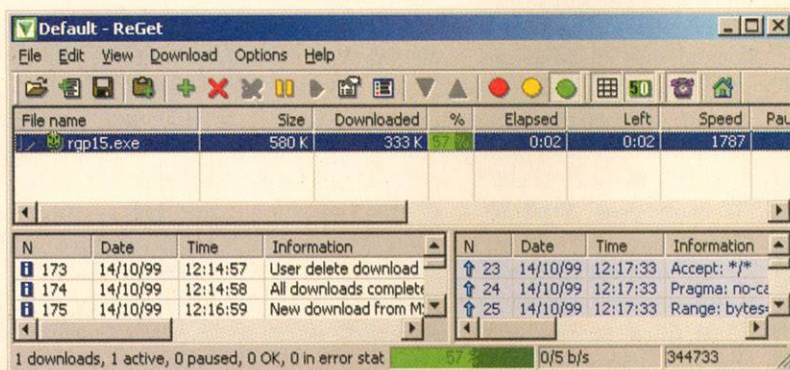 Default - ReGet
File Edit View Download Options Help
50
File name Size Downloaded % Elapsed Left Speed Pau
rgp15.exe 580 K 333 K 57 % 0:02 0:02 1787
N Date Time Information
173 14/10/99 12:14:57 User delete download
174 14/10/99 12:14:58 All downloads complete
175 14/10/99 12:16:59 New download from M
N Date Time Information
23 14/10/99 12:17:33 Accept: */*
24 14/10/99 12:17:33 Pragma: no-ca
25 14/10/99 12:17:33 Range: bytes=
1 downloads, 1 active, 0 paused, 0 OK, 0 in error stat 57 % 0/5 b/s 344733